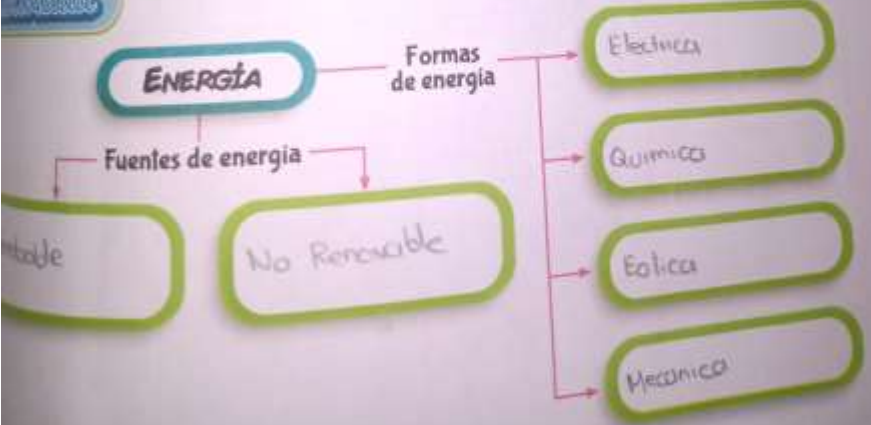 ENERGÍA
Formas
de energía
Fuentes de energía
No Renovable
Electrica
Quimica
Eolica
Mecanica